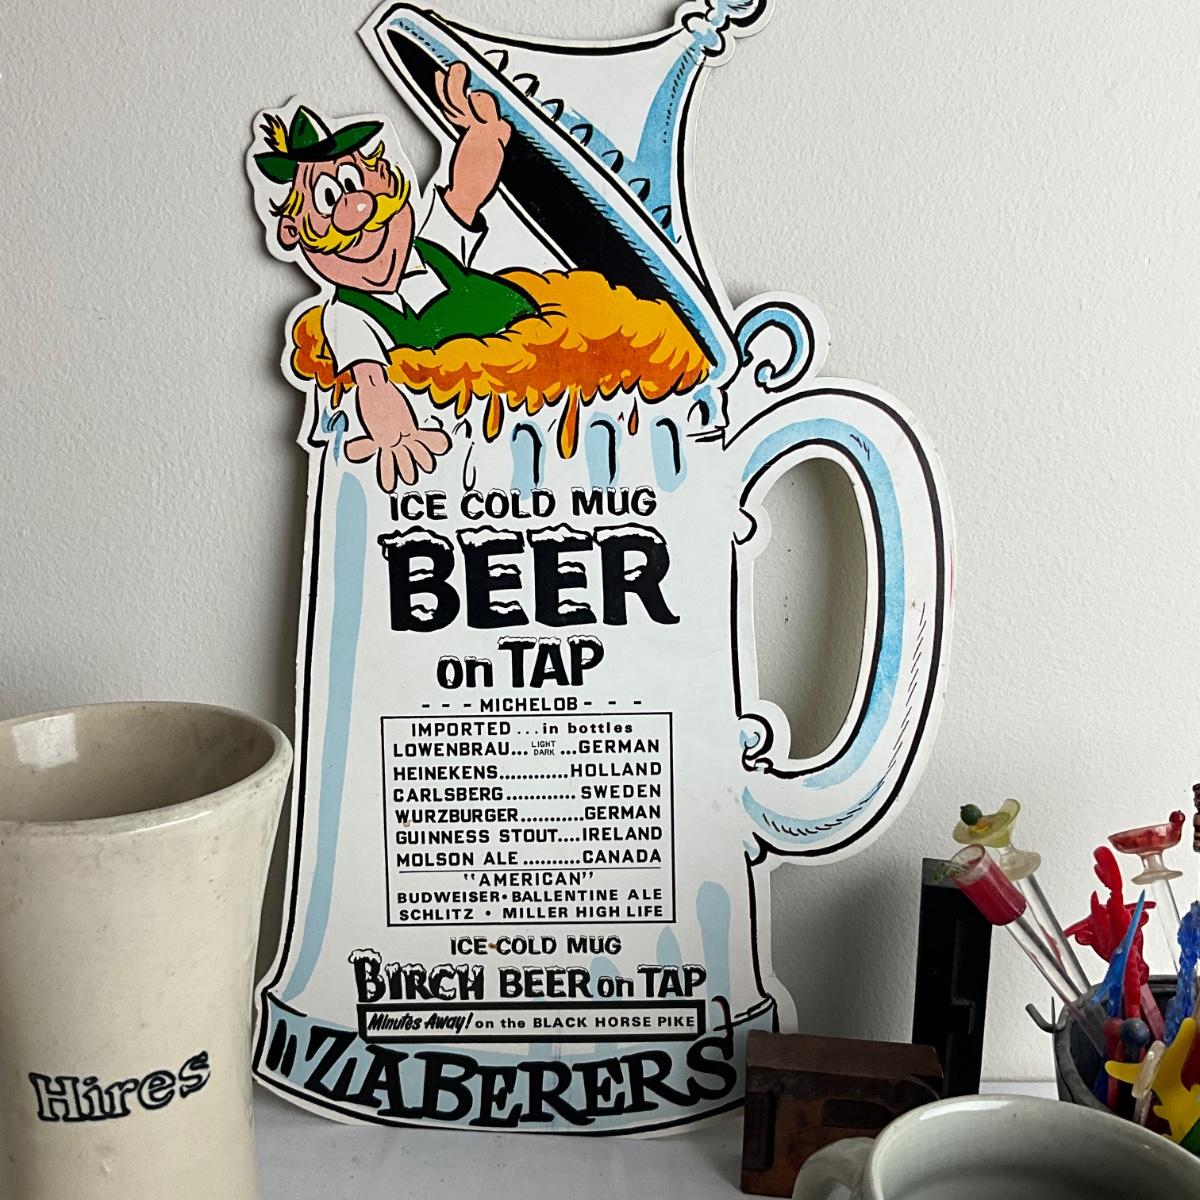 ICE COLD MUG
BEER
on TAP
- - - MICHELOB - - -
IMPORTED...in bottles
LOWENBRAU... LIGHT DARK ...GERMAN
HEINEKENS............HOLLAND
CARLSBERG............SWEDEN
WURZBURGER...........GERMAN
GUINNESS STOUT....IRELAND
MOLSON ALE..........CANADA
"AMERICAN"
BUDWEISER•BALLENTINE ALE
SCHLITZ • MILLER HIGH LIFE
ICE-COLD MUG
BIRCH BEER on TAP
Minutes Away! on the BLACK HORSE PIKE
ZABERERS
Hires